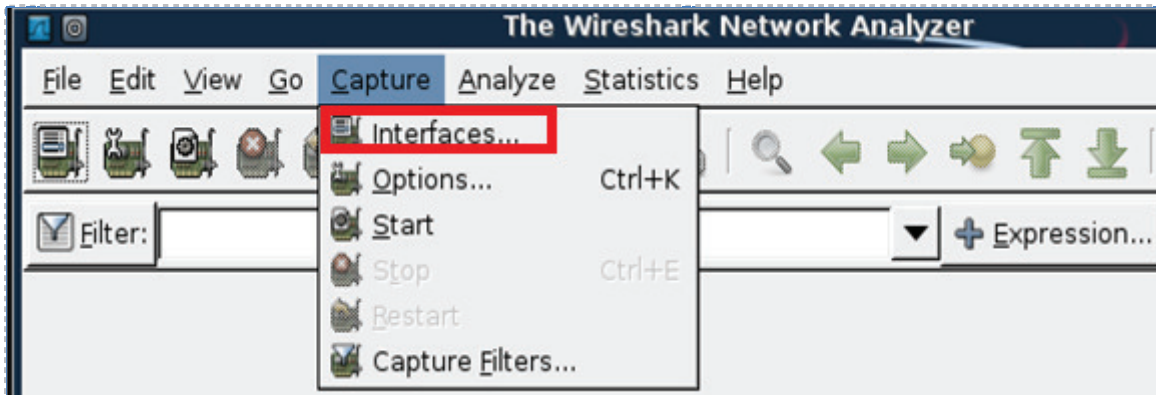 The Wireshark Network Analyzer
File Edit View Go Capture Analyze Statistics Help
Interfaces...
Options... Ctrl+K
Start
Stop Ctrl+E
Restart
Capture Filters...
Filter:
Expression...